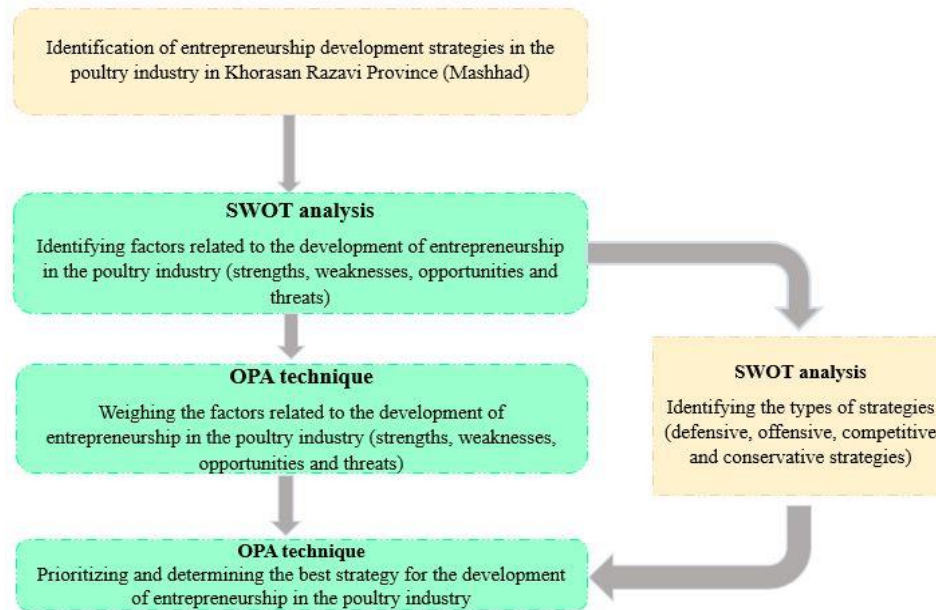 Identification of entrepreneurship development strategies in the
poultry industry in Khorasan Razavi Province (Mashhad)
SWOT analysis
Identifying factors related to the development of entrepreneurship
in the poultry industry (strengths, weaknesses, opportunities and
threats)
OPA technique
Weighing the factors related to the development of
entrepreneurship in the poultry industry (strengths, weaknesses,
opportunities and threats)
SWOT analysis
Identifying the types of strategies
(defensive, offensive, competitive
and conservative strategies)
OPA technique
Prioritizing and determining the best strategy for the development
of entrepreneurship in the poultry industry